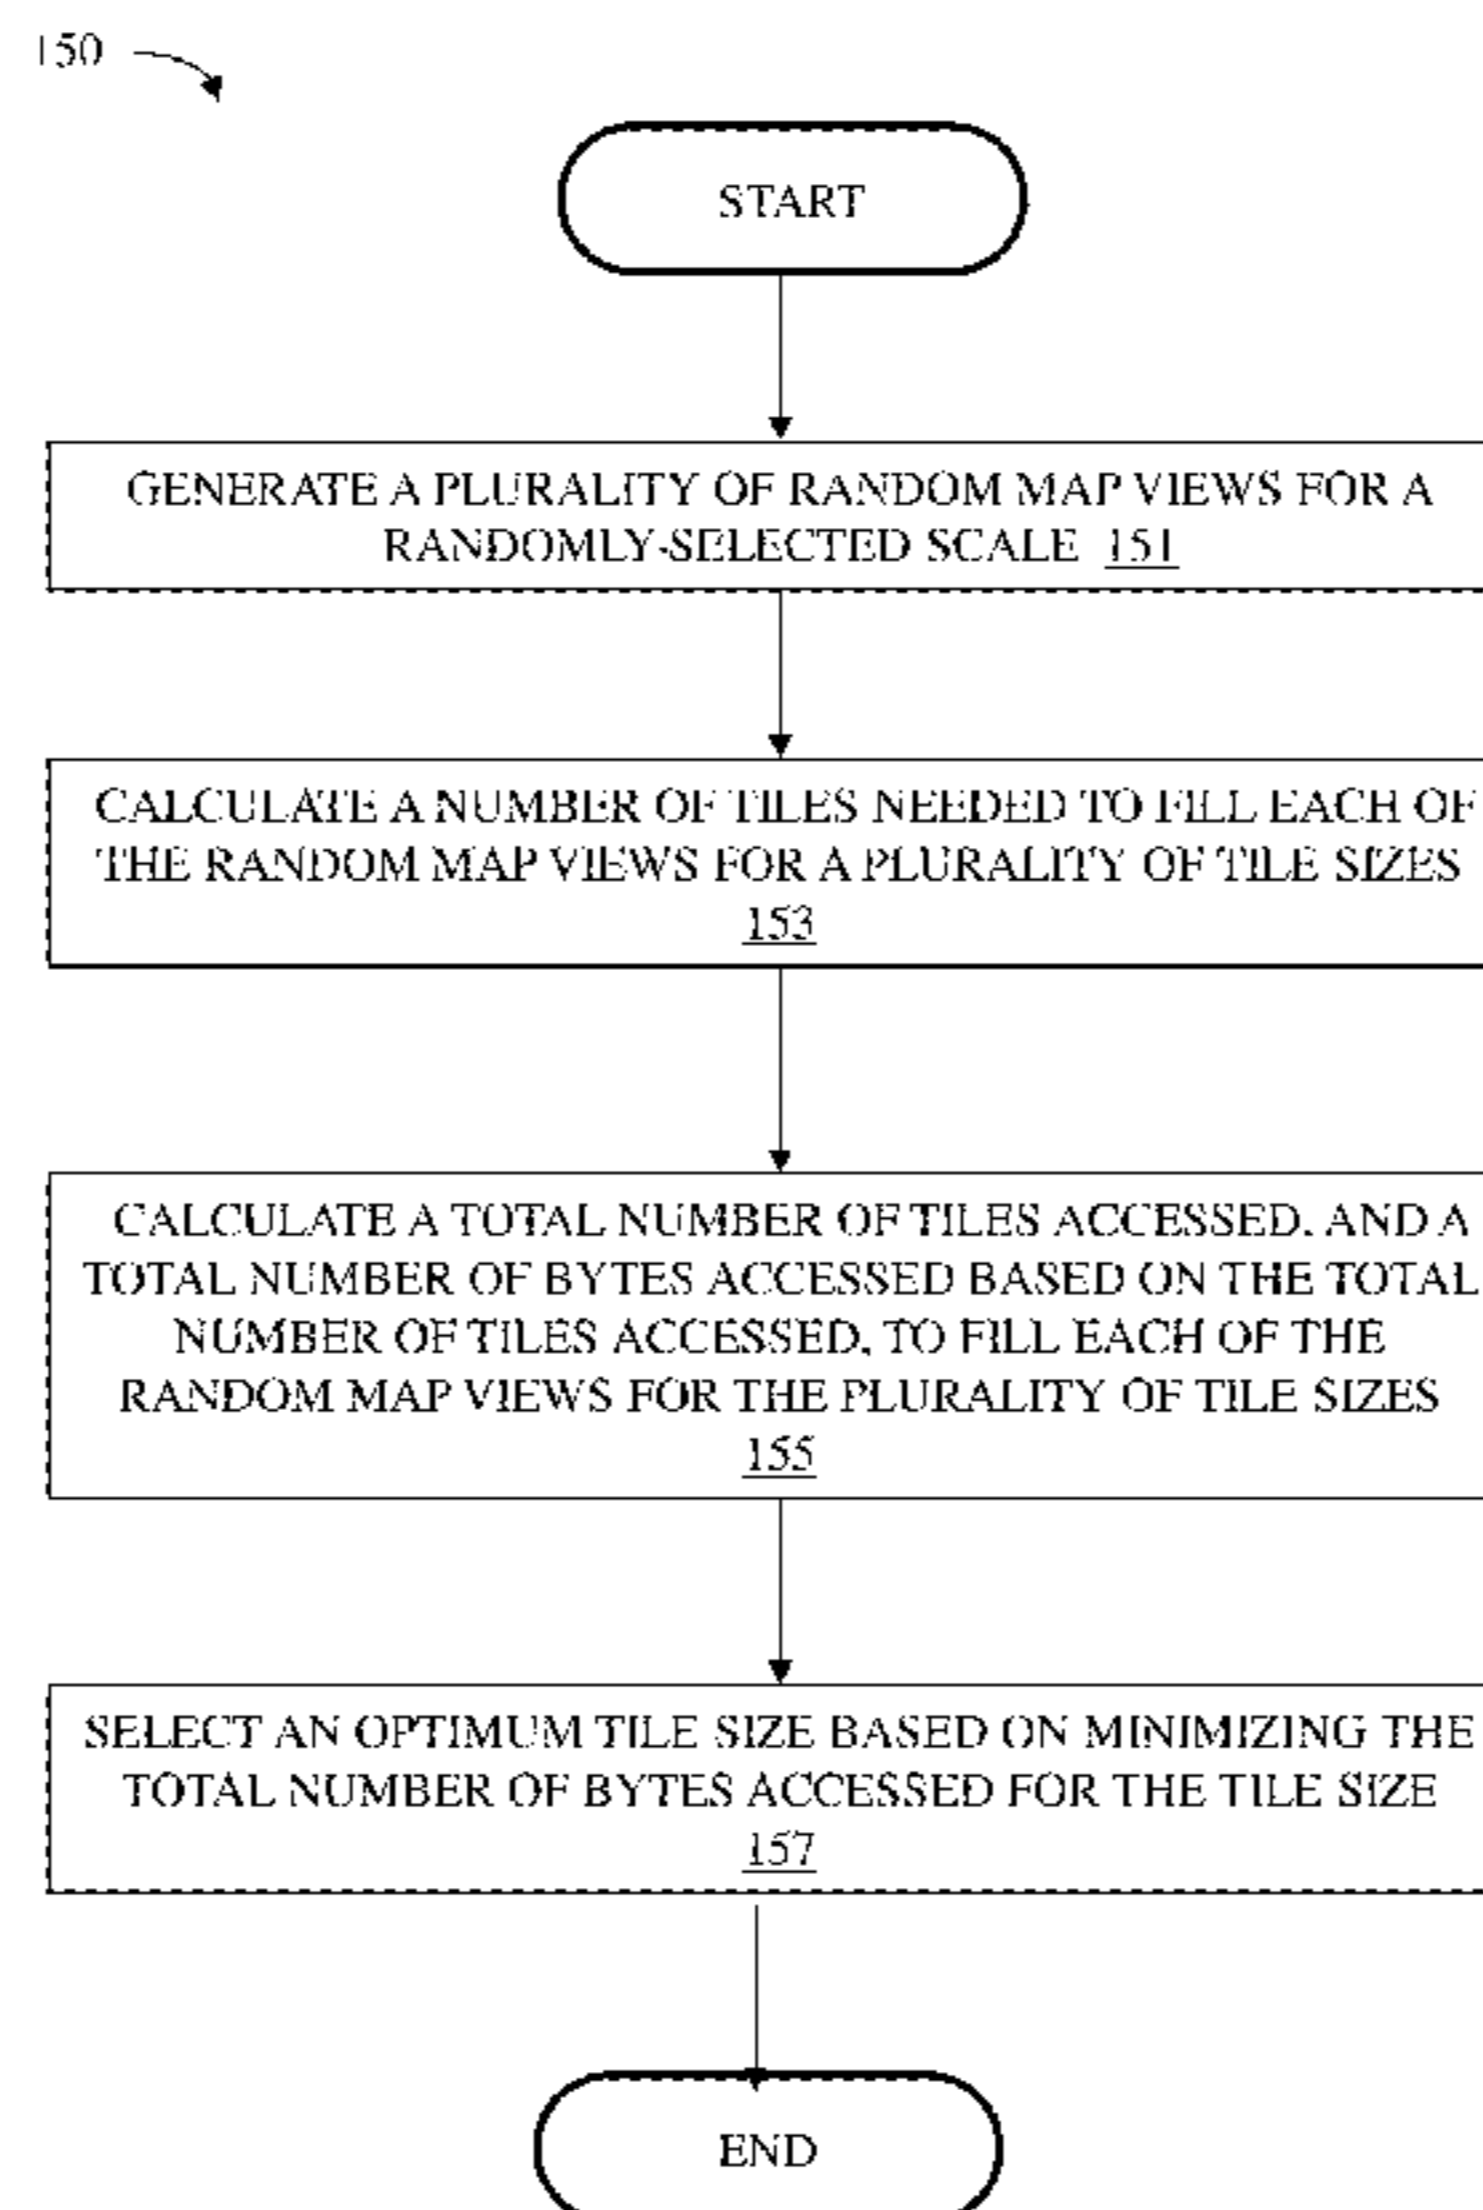 150
START
GENERATE A PLURALITY OF RANDOM MAP VIEWS FOR A
RANDOMLY-SELECTED SCALE 151
CALCULATE A NUMBER OF TILES NEEDED TO FILL EACH OF
THE RANDOM MAP VIEWS FOR A PLURALITY OF TILE SIZES
153
CALCULATE A TOTAL NUMBER OF TILES ACCESSED, AND A
TOTAL NUMBER OF BYTES ACCESSED BASED ON THE TOTAL
NUMBER OF TILES ACCESSED, TO FILL EACH OF THE
RANDOM MAP VIEWS FOR THE PLURALITY OF TILE SIZES
155
SELECT AN OPTIMUM TILE SIZE BASED ON MINIMIZING THE
TOTAL NUMBER OF BYTES ACCESSED FOR THE TILE SIZE
157
END